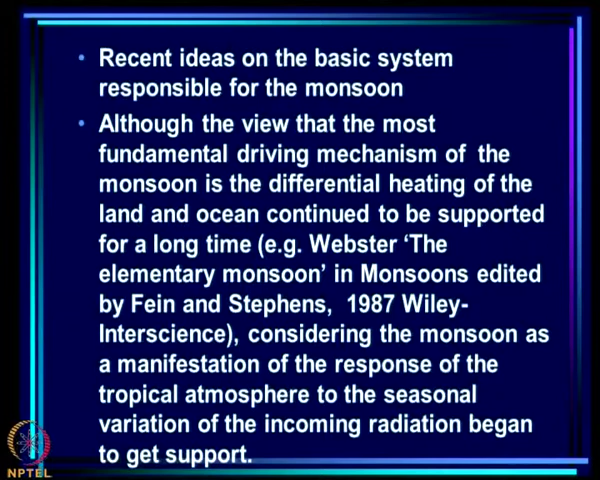 • Recent ideas on the basic system
responsible for the monsoon
• Although the view that the most
fundamental driving mechanism of the
monsoon is the differential heating of the
land and ocean continued to be supported
for a long time (e.g. Webster ‘The
elementary monsoon’ in Monsoons edited
by Fein and Stephens, 1987 Wiley-
Interscience), considering the monsoon as
a manifestation of the response of the
tropical atmosphere to the seasonal
variation of the incoming radiation began
to get support.
NPTEL